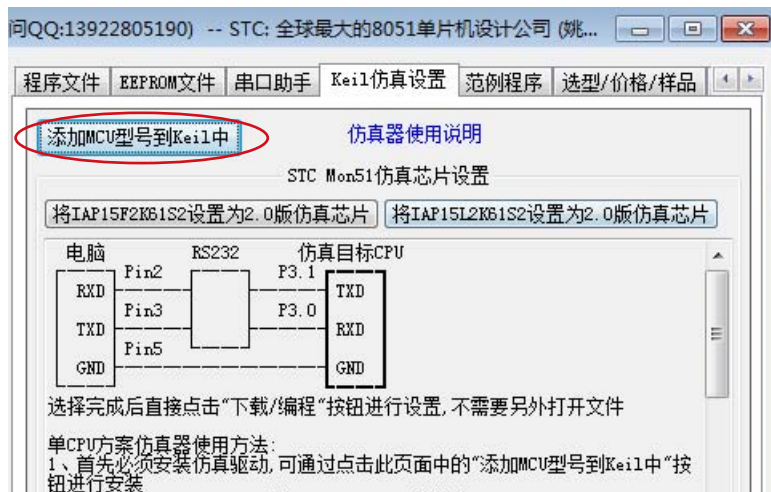 问QQ:13922805190) -- STC: 全球最大的8051单片机设计公司 (姚...
程序文件 EEPROM文件 串口助手 Keil仿真设置 范例程序 选型/价格/样品
添加MCU型号到Keil中 仿真器使用说明
STC Mon51仿真芯片设置
将IAP15F2K61S2设置为2.0版仿真芯片 将IAP15L2K61S2设置为2.0版仿真芯片
电脑 RS232 仿真目标CPU
Pin2 P3.1
RXD TXD
Pin3 P3.0
TXD RXD
Pin5
GND GND
选择完成后直接点击“下载/编程“按钮进行设置,不需要另外打开文件
单CPU方案仿真器使用方法:
1、首先必须安装仿真驱动,可通过点击此页面中的“添加MCU型号到Keil中“按
钮进行安装